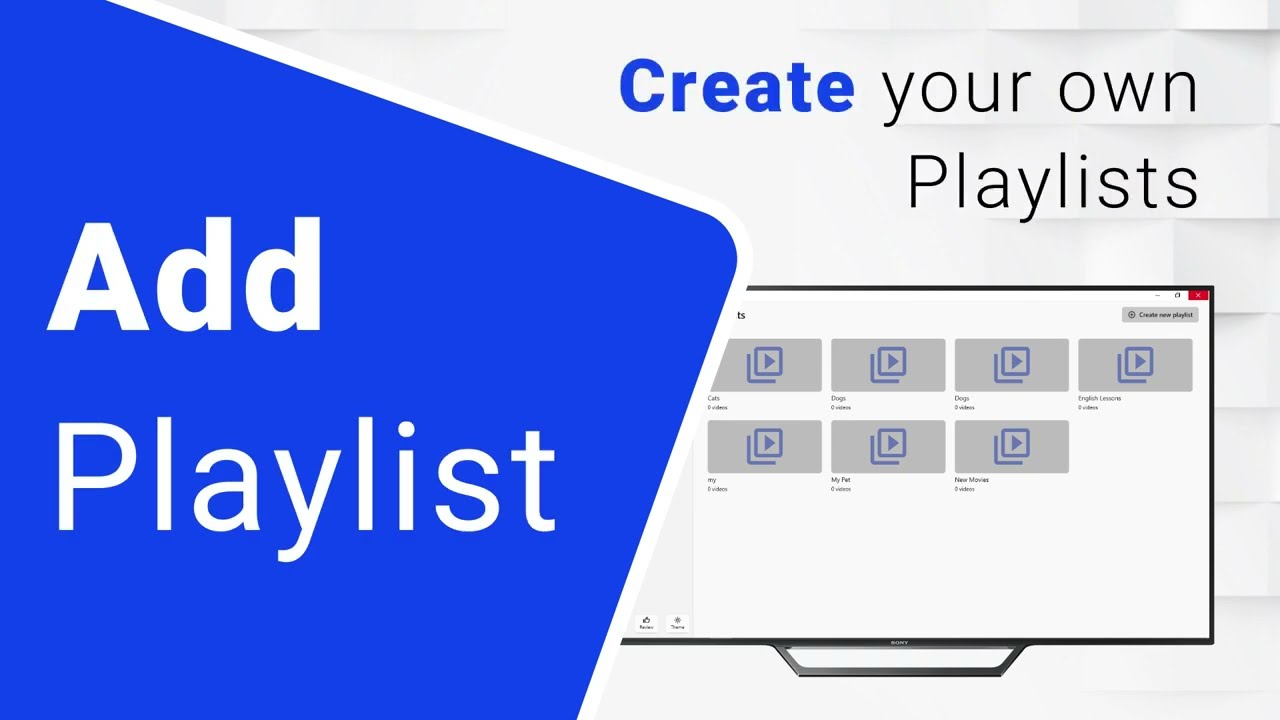 Create your own
Playlists
Add
Playlist
ts
Create new playlist
Cats
0 videos
Dogs
0 videos
Dogs
0 videos
English Lessons
0 videos
my
0 videos
My Pet
0 videos
New Movies
0 videos
Review
Theme
SONY